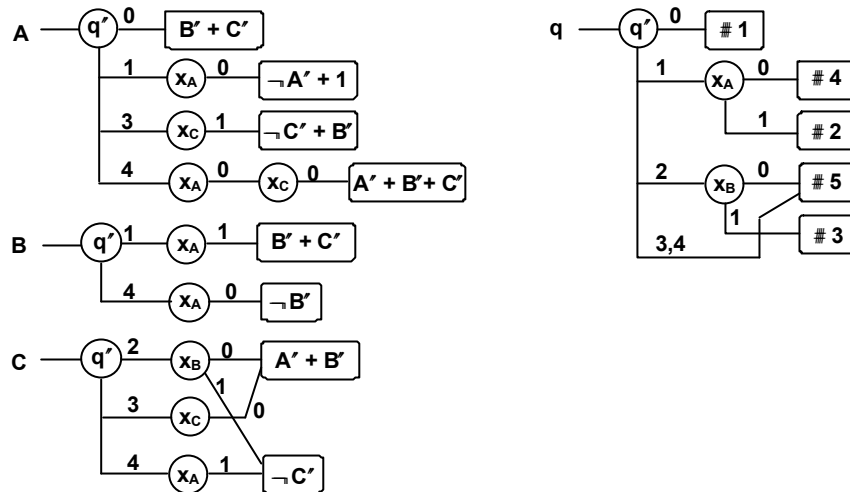 A q′ 0 B′ + C′
1 xA 0 ¬A′ + 1
3 xC 1 ¬C′ + B′
4 xA 0 xC 0 A′ + B′ + C′
B q′ 1 xA 1 B′ + C′
4 xA 0 ¬B′
C q′ 2 xB 0 A′ + B′
1
3 xC 0
4 xA 1 ¬C′
q q′ 0 # 1
1 xA 0 # 4
1 # 2
2 xB 0 # 5
1 # 3
3,4